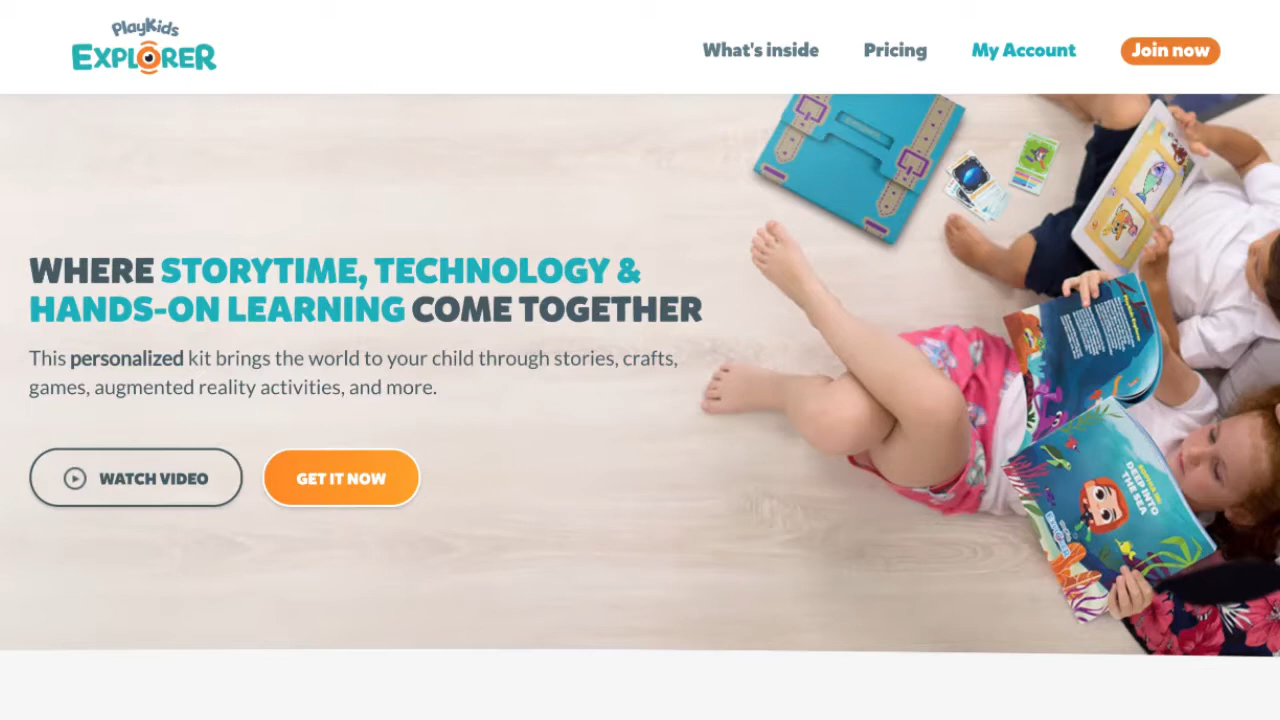 PlayKids
EXPLORER
What's inside
Pricing
My Account
Join now
WHERE STORYTIME, TECHNOLOGY &
HANDS-ON LEARNING COME TOGETHER
This personalized kit brings the world to your child through stories, crafts,
games, augmented reality activities, and more.
WATCH VIDEO
GET IT NOW
DEEP INTO
THE SEA